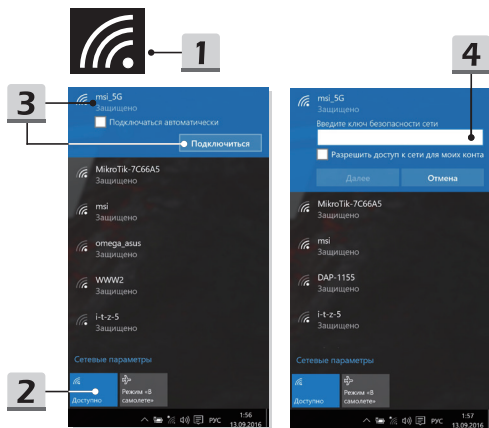 1
3
msi_5G
Защищено
Подключаться автоматически
Подключиться
MikroTik-7C66A5
Защищено
msi
Защищено
omega_asus
Защищено
WWW2
Защищено
i-t-z-5
Защищено
Сетевые параметры
2
Доступно
Режим «В
самолете»
РУС
1:56
13.09.2016
4
msi_5G
Защищено
Введите ключ безопасности сети
Разрешить доступ к сети для моих конта
Далее
Отмена
MikroTik-7C66A5
Защищено
msi
Защищено
DAP-1155
Защищено
i-t-z-5
Защищено
Сетевые параметры
Доступно
Режим «В
самолете»
РУС
1:57
13.09.2016